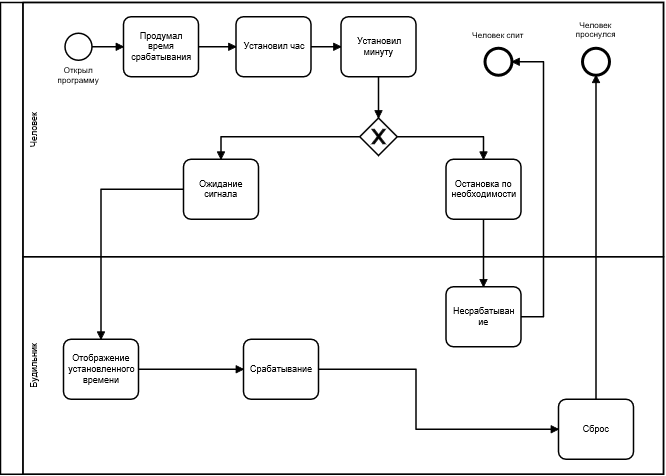 Человек
Открыл
программу
Продумал
время
срабатывания
Установил час
Установил
минуту
Человек спит
Человек
проснулся
Ожидание
сигнала
Остановка по
необходимости
Будильник
Несрабатыван
ие
Отображение
установленного
времени
Срабатывание
Сброс